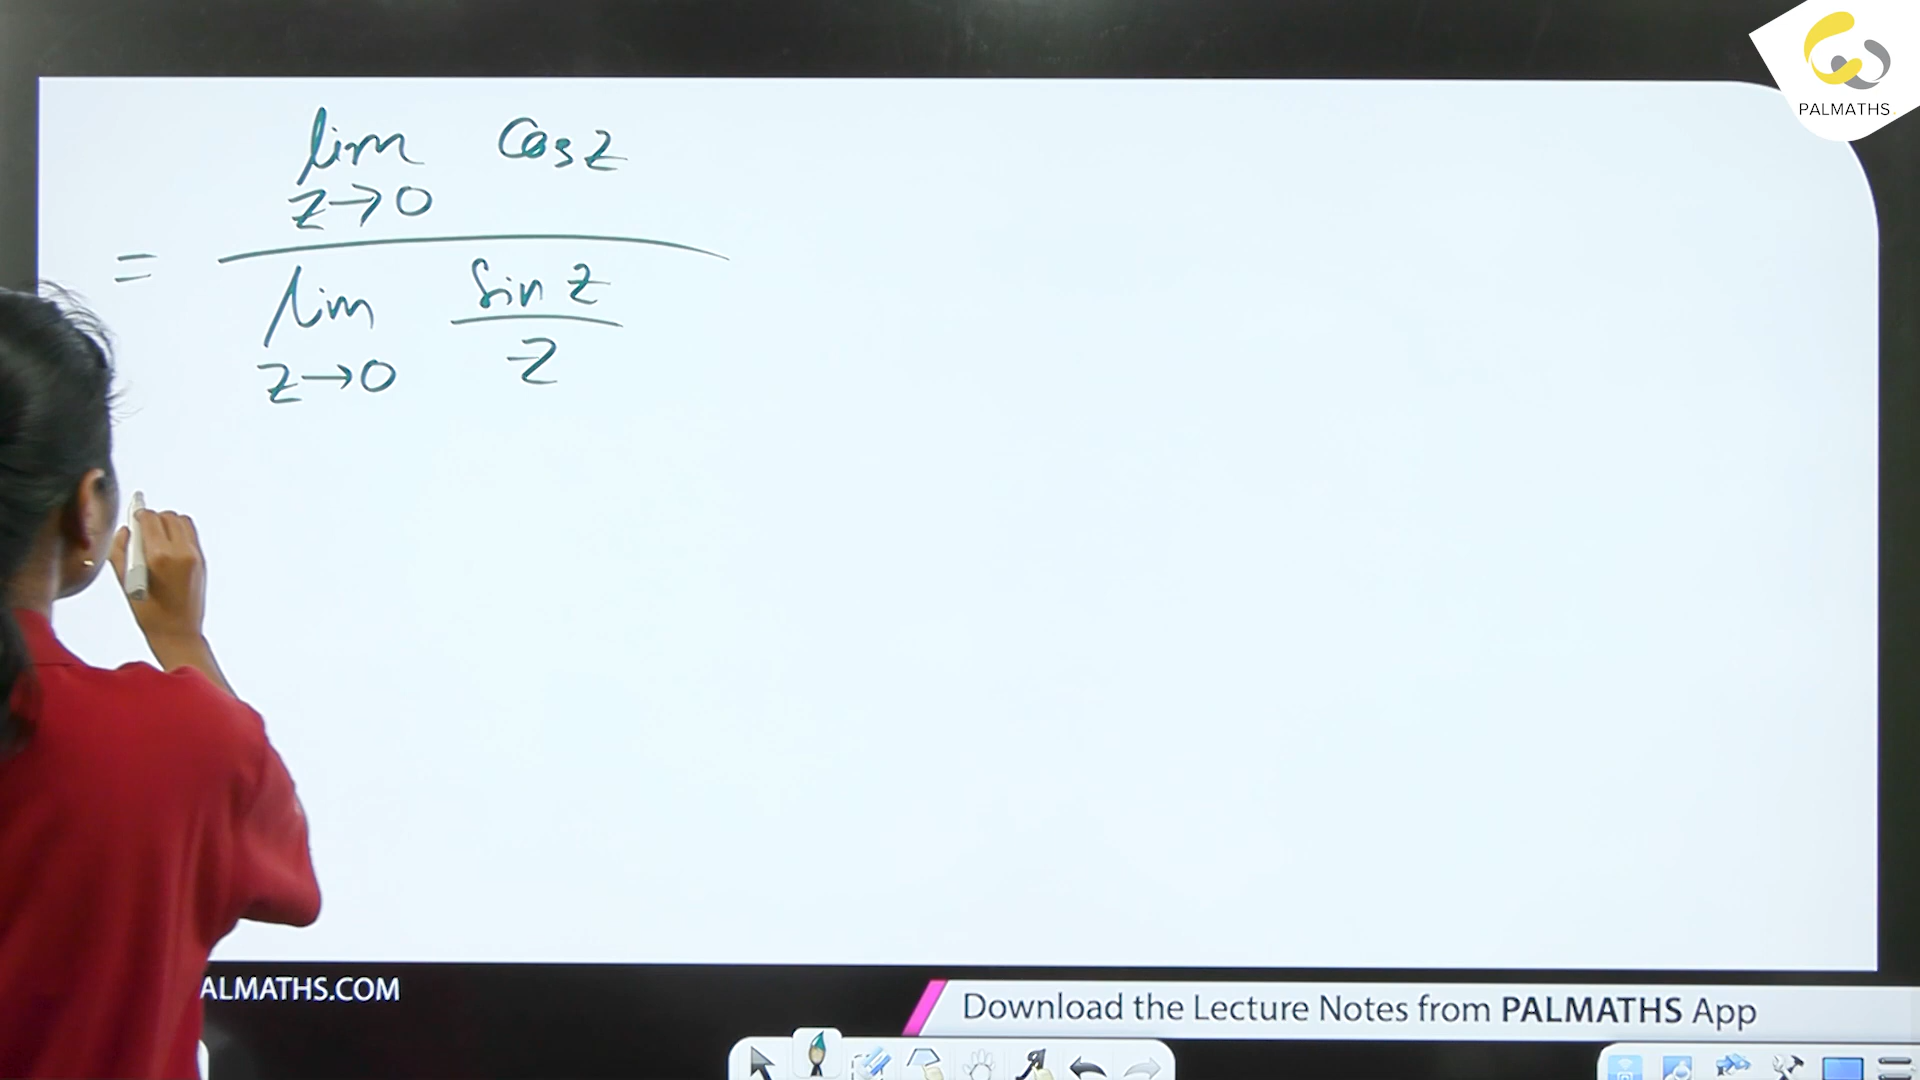 PALMATHS
lim cos z
z→0
=
lim sin z
z→0 z
ALMATHS.COM
Download the Lecture Notes from PALMATHS App